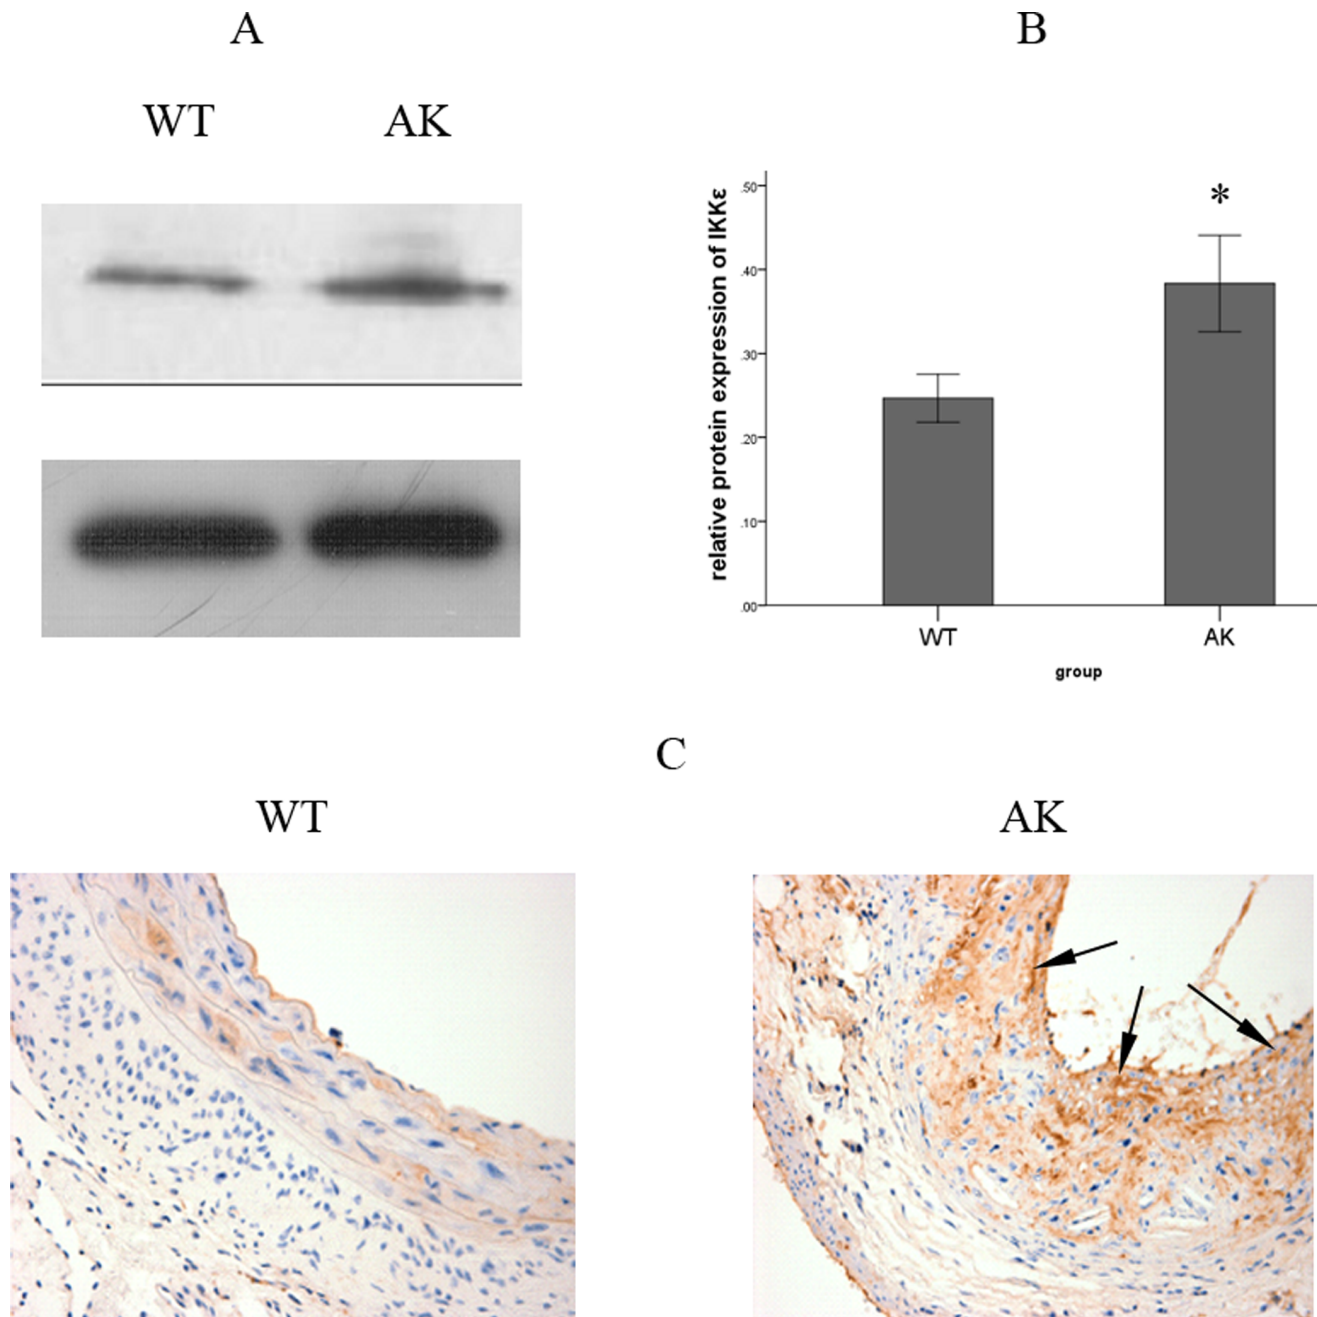 A
B
WT
AK
relative protein expression of IKKε
.50
*
.40
.30
.20
.10
.00
WT
AK
group
C
WT
AK